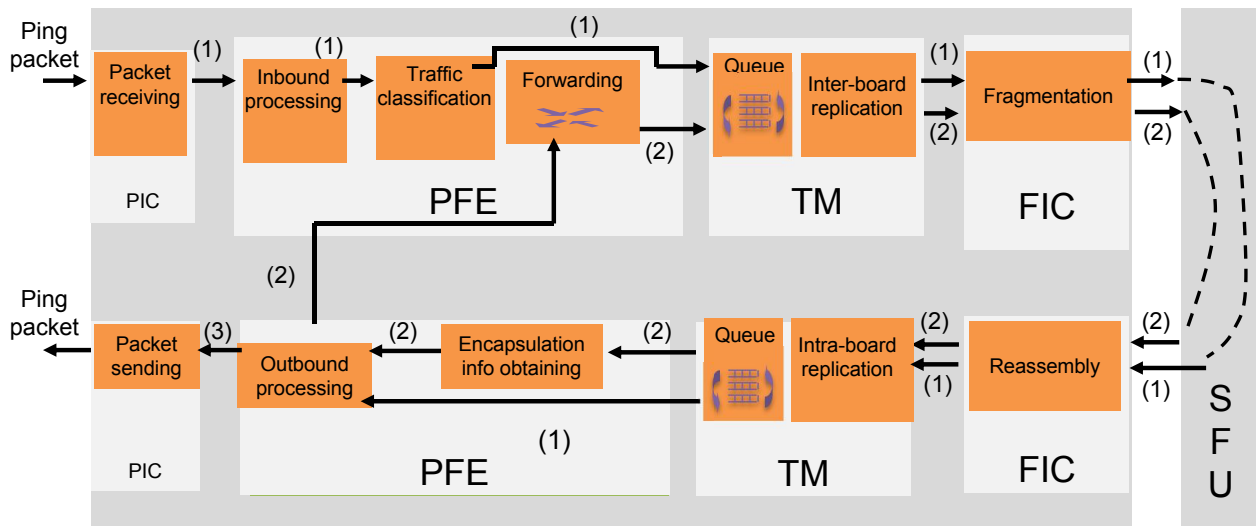 Ping
packet
(1)
(1)
(1)
(1)
(1)
Packet
receiving
Inbound
processing
Traffic
classification
Forwarding
Queue
Inter-board
replication
Fragmentation
(2)
(2)
(2)
PIC
PFE
TM
FIC
(2)
Ping
packet
(3)
(2)
(2)
(2)
(2)
Packet
sending
Outbound
processing
Encapsulation
info obtaining
Queue
Intra-board
replication
Reassembly
(1)
(1)
(1)
PIC
PFE
TM
FIC
S
F
U